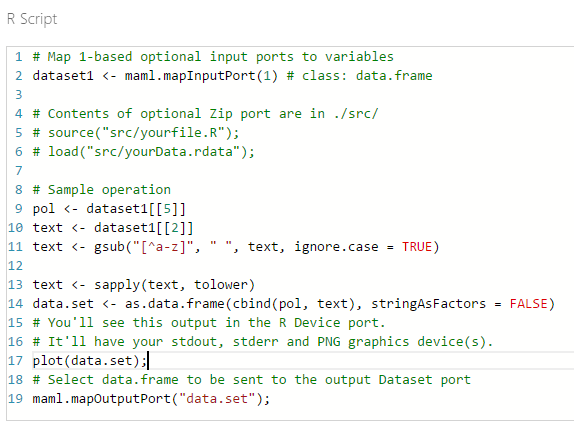 R Script
1 # Map 1-based optional input ports to variables
2 dataset1 <- maml.mapInputPort(1) # class: data.frame
3
4 # Contents of optional Zip port are in ./src/
5 # source("src/yourfile.R");
6 # load("src/yourData.rdata");
7
8 # Sample operation
9 pol <- dataset1[[5]]
10 text <- dataset1[[2]]
11 text <- gsub("[^a-z]", " ", text, ignore.case = TRUE)
12
13 text <- sapply(text, tolower)
14 data.set <- as.data.frame(cbind(pol, text), stringAsFactors = FALSE)
15 # You'll see this output in the R Device port.
16 # It'll have your stdout, stderr and PNG graphics device(s).
17 plot(data.set);
18 # Select data.frame to be sent to the output Dataset port
19 maml.mapOutputPort("data.set");